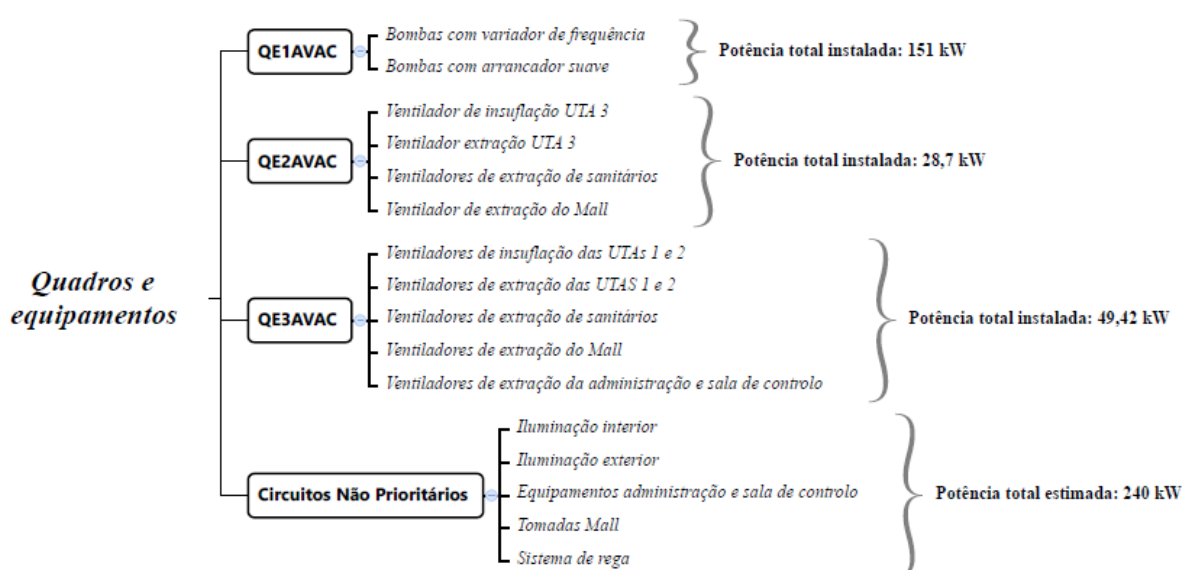 Quadros e
equipamentos
QE1AVAC
Bombas com variador de frequência
Bombas com arrancador suave
Potência total instalada: 151 kW
QE2AVAC
Ventilador de insuflação UTA 3
Ventilador extração UTA 3
Ventiladores de extração de sanitários
Ventilador de extração do Mall
Potência total instalada: 28,7 kW
QE3AVAC
Ventiladores de insuflação das UTAs 1 e 2
Ventiladores de extração das UTAS 1 e 2
Ventiladores de extração de sanitários
Ventiladores de extração do Mall
Ventiladores de extração da administração e sala de controlo
Potência total instalada: 49,42 kW
Circuitos Não Prioritários
Iluminação interior
Iluminação exterior
Equipamentos administração e sala de controlo
Tomadas Mall
Sistema de rega
Potência total estimada: 240 kW